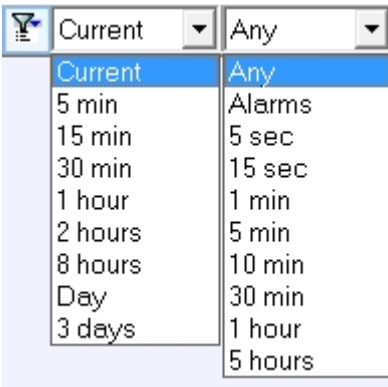 Current Any
Current
5 min
15 min
30 min
1 hour
2 hours
8 hours
Day
3 days
Any
Alarms
5 sec
15 sec
1 min
5 min
10 min
30 min
1 hour
5 hours